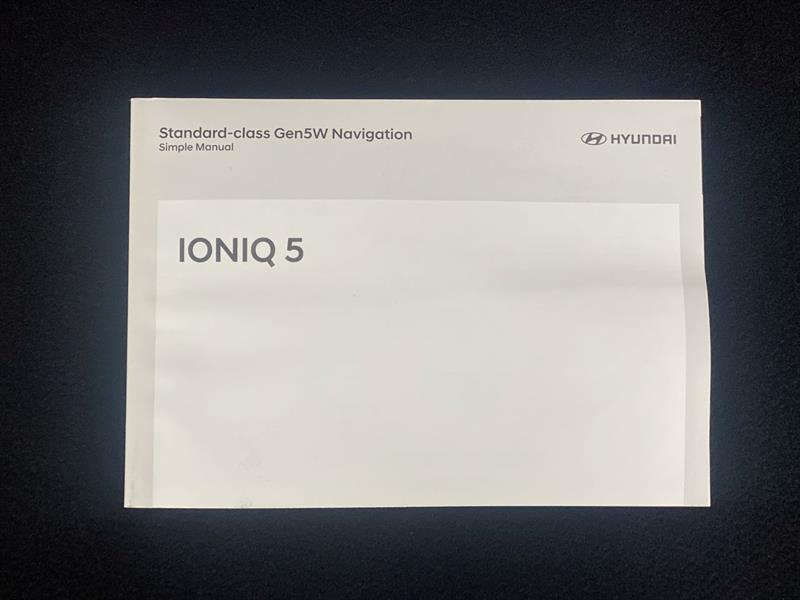 Standard-class Gen5W Navigation
Simple Manual
HYUNDAI
IONIQ 5